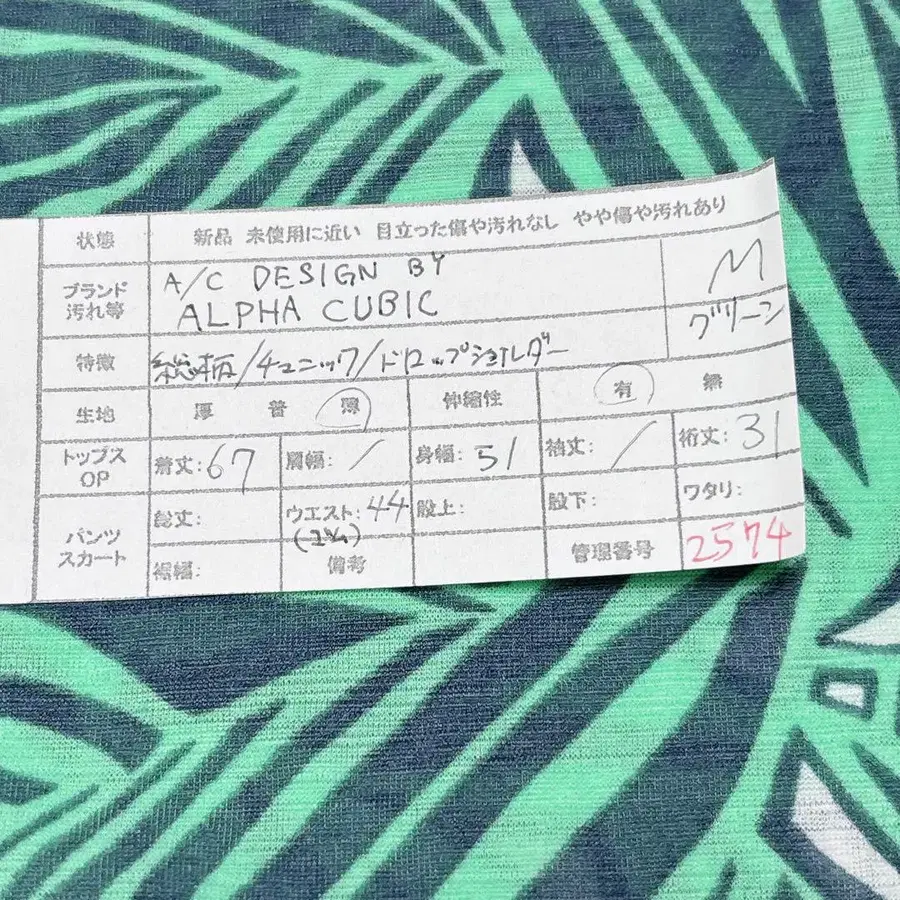 状態 新品 未使用に近い 目立った傷や汚れなし やや傷や汚れあり
ブランド
汚れ等
A/C DESIGN BY
ALPHA CUBIC
M
グリーン
特徴 総柄/チュニック/ドロップショルダー
生地 厚 普 薄 伸縮性 有 無
トップス
OP
着丈:67 肩幅:/ 身幅:51 袖丈:/ 裄丈:31
パンツ
スカート
総丈: ウエスト:44 股上: 股下: ワタリ:
裾幅: 備考 管理番号 2574